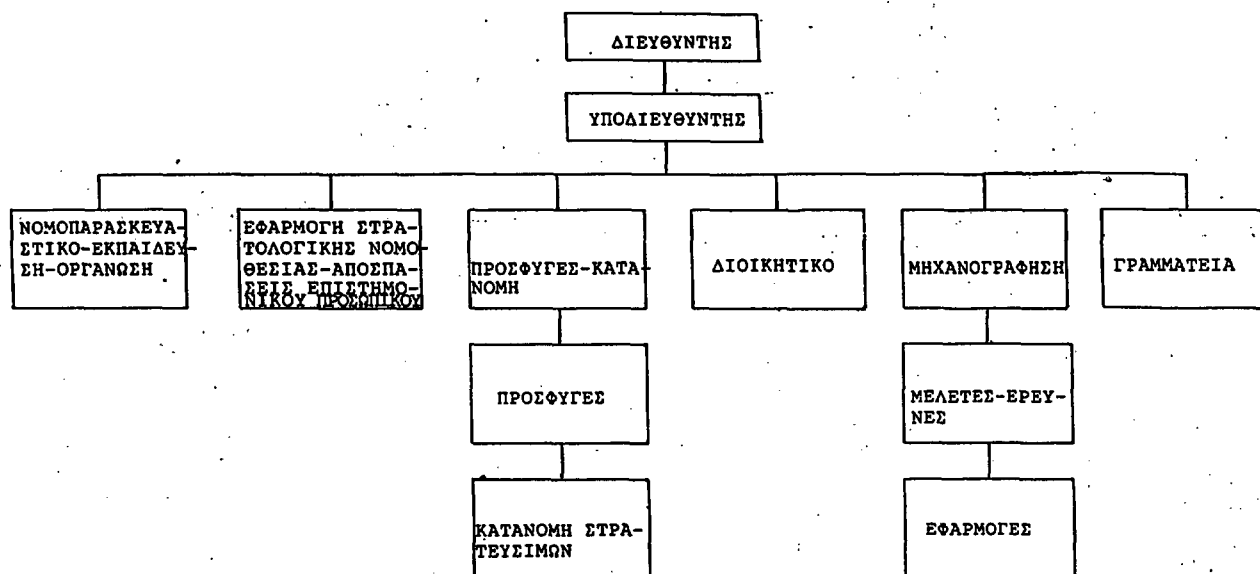 ΔΙΕΥΘΥΝΤΗΣ
ΥΠΟΔΙΕΥΘΥΝΤΗΣ
ΝΟΜΟΠΑΡΑΣΚΕΥΑ-
ΣΤΙΚΟ-ΕΚΠΑΙΔΕΥ-
ΣΗ-ΟΡΓΑΝΩΣΗ
ΕΦΑΡΜΟΓΗ ΣΤΡΑ-
ΤΟΛΟΓΙΚΗΣ ΝΟΜΟ-
ΘΕΣΙΑΣ-ΑΠΟΣΠΑ-
ΣΕΙΣ ΕΠΙΣΤΗΜΟ-
ΝΙΚΟΥ ΠΡΟΣΩΠΙΚΟΥ
ΠΡΟΣΦΥΓΕΣ-ΚΑΤΑ-
ΝΟΜΗ
ΔΙΟΙΚΗΤΙΚΟ
ΜΗΧΑΝΟΓΡΑΦΗΣΗ
ΓΡΑΜΜΑΤΕΙΑ
ΠΡΟΣΦΥΓΕΣ
ΜΕΛΕΤΕΣ-ΕΡΕΥ-
ΝΕΣ
ΚΑΤΑΝΟΜΗ ΣΤΡΑ-
ΤΕΥΣΙΜΩΝ
ΕΦΑΡΜΟΓΕΣ